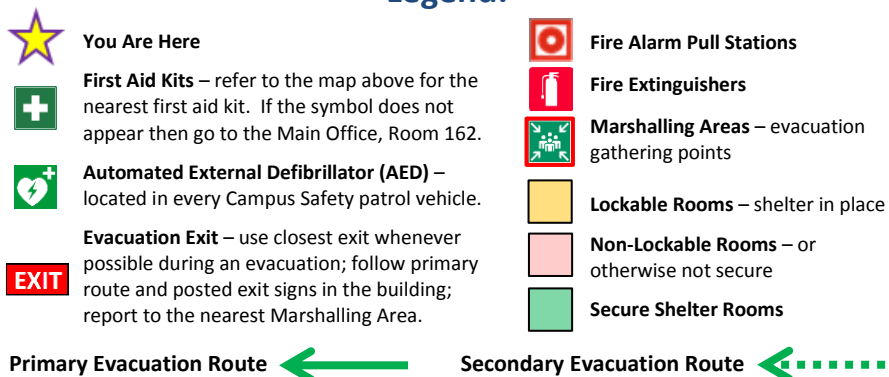 Legend:
You Are Here
First Aid Kits – refer to the map above for the
nearest first aid kit.  If the symbol does not
appear then go to the Main Office, Room 162.
Automated External Defibrillator (AED) –
located in every Campus Safety patrol vehicle.
Evacuation Exit – use closest exit whenever
possible during an evacuation; follow primary
route and posted exit signs in the building;
report to the nearest Marshalling Area.
EXIT
Fire Alarm Pull Stations
Fire Extinguishers
Marshalling Areas – evacuation
gathering points
Lockable Rooms – shelter in place
Non-Lockable Rooms – or
otherwise not secure
Secure Shelter Rooms
Primary Evacuation Route
Secondary Evacuation Route